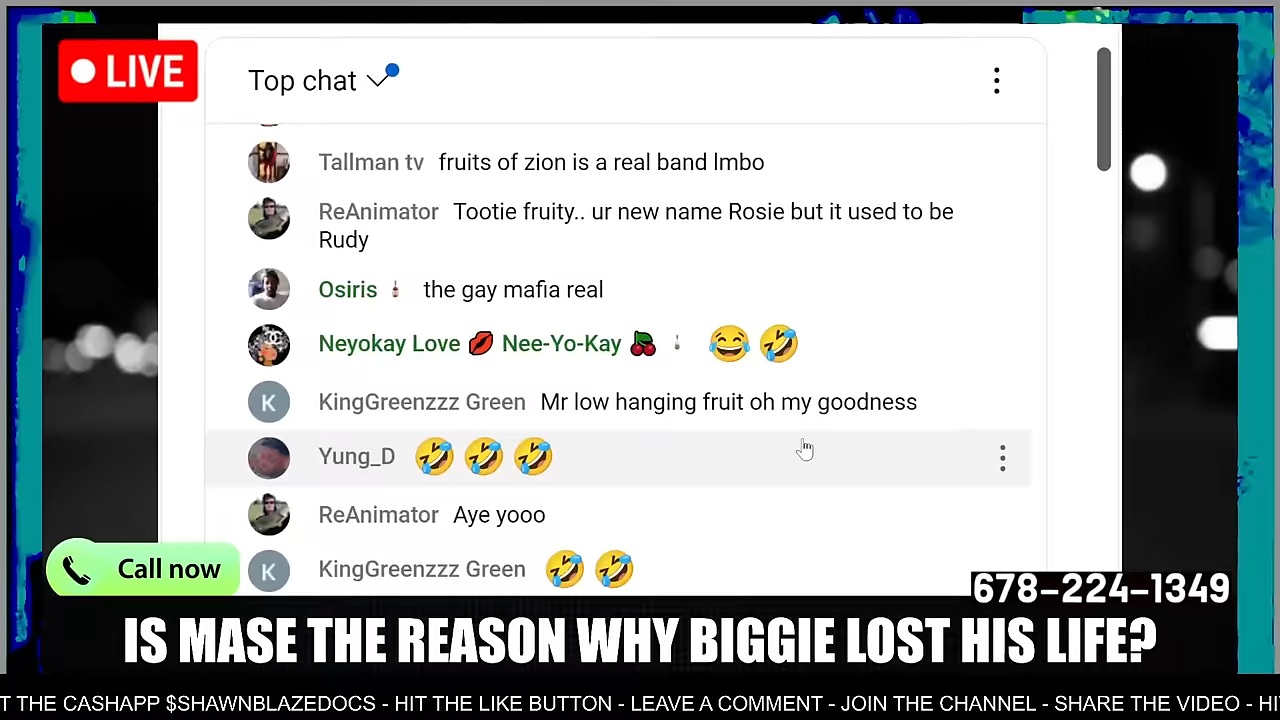 LIVE
Top chat
Tallman tv fruits of zion is a real band lmbo
ReAnimator Tootie fruity.. ur new name Rosie but it used to be
Rudy
Osiris the gay mafia real
Neyokay Love 💋 Nee-Yo-Kay 🍒 😂 🤣
K KingGreenzzz Green Mr low hanging fruit oh my goodness
Yung_D 🤣 🤣 🤣
ReAnimator Aye yooo
K KingGreenzzz Green 🤣 🤣
Call now
678-224-1349
IS MASE THE REASON WHY BIGGIE LOST HIS LIFE?
T THE CASHAPP $SHAWNBLAZEDOCS - HIT THE LIKE BUTTON - LEAVE A COMMENT - JOIN THE CHANNEL - SHARE THE VIDEO - HI